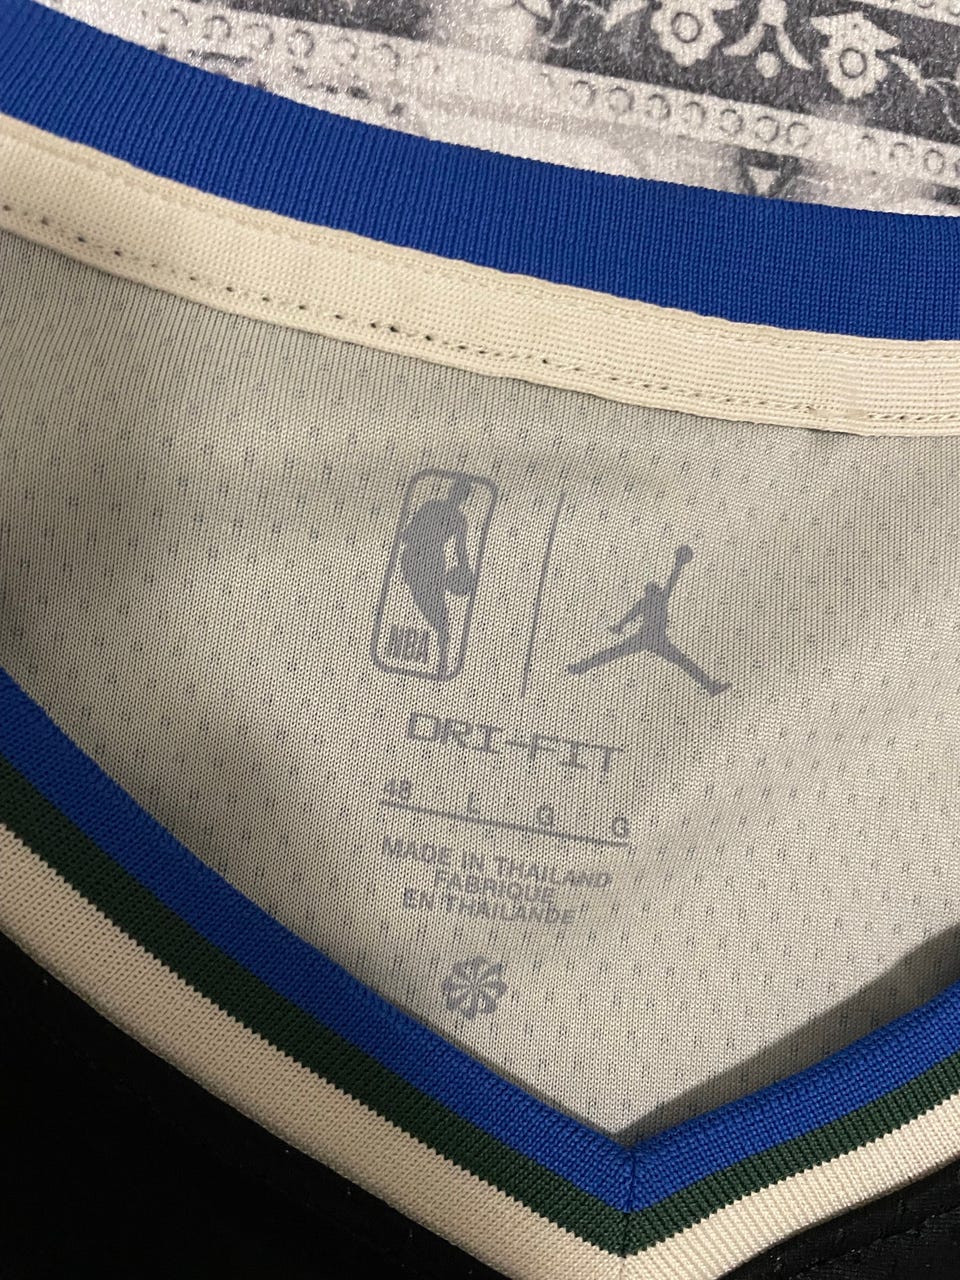 NBA
DRI-FIT
48 L G G
MADE IN THAILAND
FABRIQUE
EN THAILANDE